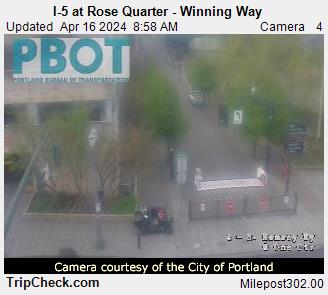 I-5 at Rose Quarter - Winning Way
Updated Apr 16 2024 8:58 AM Camera 4
PBOT
PORTLAND BUREAU OF TRANSPORTATION
Camera courtesy of the City of Portland
TripCheck.com Milepost302.00